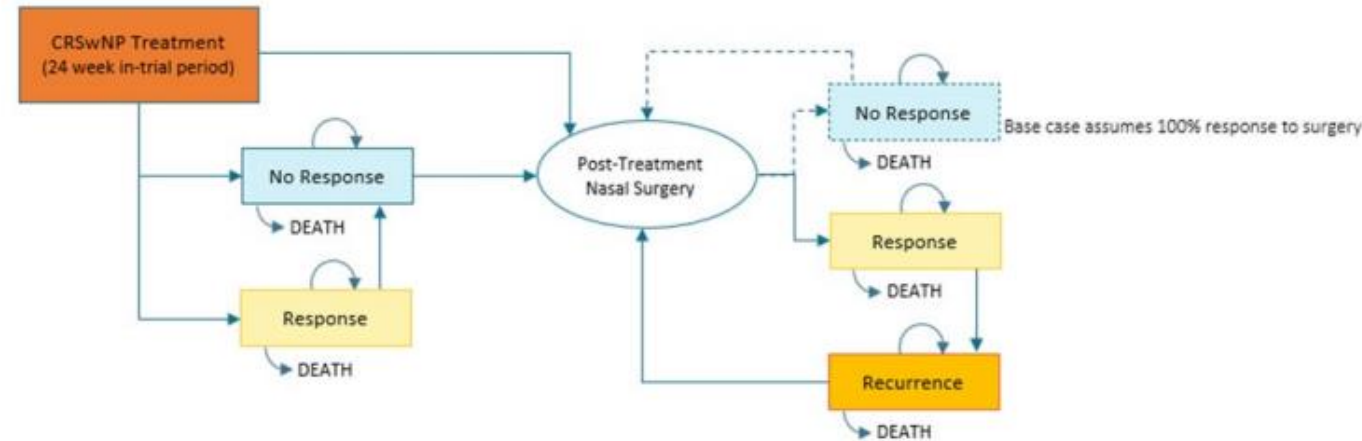 CRSwNP Treatment
(24 week in-trial period)
No Response
DEATH
Response
DEATH
Post-Treatment
Nasal Surgery
No Response
Base case assumes 100% response to surgery
DEATH
Response
DEATH
Recurrence
DEATH